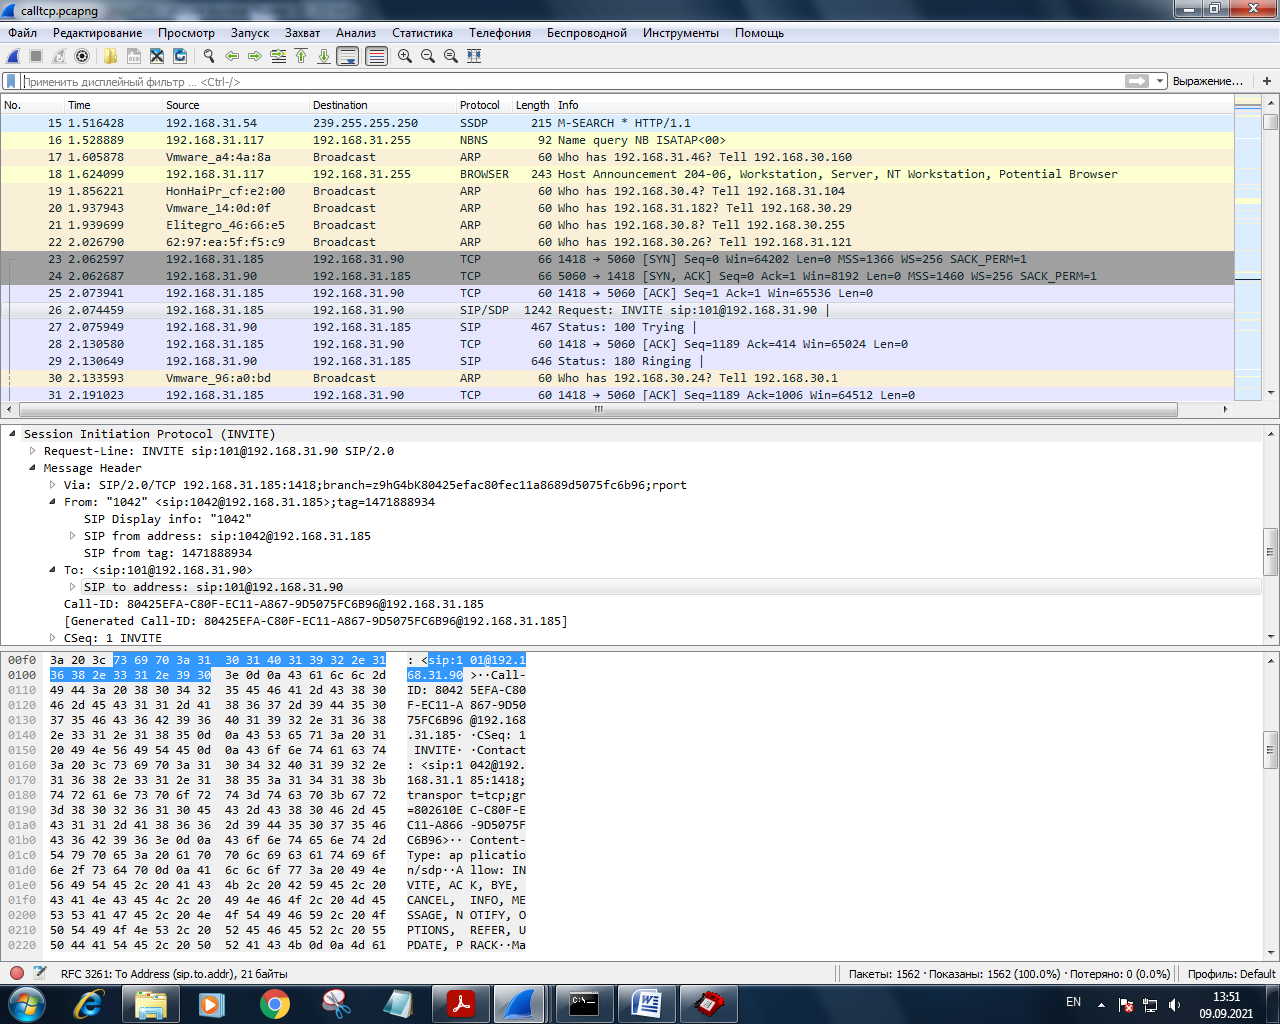 calltcp.pcapng
Файл Редактирование Просмотр Запуск Захват Анализ Статистика Телефония Беспроводной Инструменты Помощь
Применить дисплейный фильтр ... <Ctrl-/> Выражение... +
No. Time Source Destination Protocol Length Info
15 1.516428 192.168.31.54 239.255.255.250 SSDP 215 M-SEARCH * HTTP/1.1
16 1.528889 192.168.31.117 192.168.31.255 NBNS 92 Name query NB ISATAP<00>
17 1.605878 Vmware_a4:4a:8a Broadcast ARP 60 Who has 192.168.31.46? Tell 192.168.30.160
18 1.624099 192.168.31.117 192.168.31.255 BROWSER 243 Host Announcement 204-06, Workstation, Server, NT Workstation, Potential Browser
19 1.856221 HonHaiPr_cf:e2:00 Broadcast ARP 60 Who has 192.168.30.4? Tell 192.168.31.104
20 1.937943 Vmware_14:0d:0f Broadcast ARP 60 Who has 192.168.31.182? Tell 192.168.30.29
21 1.939699 Elitegro_46:66:e5 Broadcast ARP 60 Who has 192.168.30.8? Tell 192.168.30.255
22 2.026790 62:97:ea:5f:f5:c9 Broadcast ARP 60 Who has 192.168.30.26? Tell 192.168.31.121
23 2.062597 192.168.31.185 192.168.31.90 TCP 66 1418 → 5060 [SYN] Seq=0 Win=64202 Len=0 MSS=1366 WS=256 SACK_PERM=1
24 2.062687 192.168.31.90 192.168.31.185 TCP 66 5060 → 1418 [SYN, ACK] Seq=0 Ack=1 Win=8192 Len=0 MSS=1460 WS=256 SACK_PERM=1
25 2.073941 192.168.31.185 192.168.31.90 TCP 60 1418 → 5060 [ACK] Seq=1 Ack=1 Win=65536 Len=0
26 2.074459 192.168.31.185 192.168.31.90 SIP/SDP 1242 Request: INVITE sip:101@192.168.31.90 |
27 2.075949 192.168.31.90 192.168.31.185 SIP 467 Status: 100 Trying |
28 2.130580 192.168.31.185 192.168.31.90 TCP 60 1418 → 5060 [ACK] Seq=1189 Ack=414 Win=65024 Len=0
29 2.130649 192.168.31.90 192.168.31.185 SIP 646 Status: 180 Ringing |
30 2.133593 Vmware_96:a0:bd Broadcast ARP 60 Who has 192.168.30.24? Tell 192.168.30.1
31 2.191023 192.168.31.185 192.168.31.90 TCP 60 1418 → 5060 [ACK] Seq=1189 Ack=1006 Win=64512 Len=0
Session Initiation Protocol (INVITE)
Request-Line: INVITE sip:101@192.168.31.90 SIP/2.0
Message Header
Via: SIP/2.0/TCP 192.168.31.185:1418;branch=z9hG4bK80425efac80fec11a8689d5075fc6b96;rport
From: "1042" <sip:1042@192.168.31.185>;tag=1471888934
SIP Display info: "1042"
SIP from address: sip:1042@192.168.31.185
SIP from tag: 1471888934
To: <sip:101@192.168.31.90>
SIP to address: sip:101@192.168.31.90
Call-ID: 80425EFA-C80F-EC11-A867-9D5075FC6B96@192.168.31.185
[Generated Call-ID: 80425EFA-C80F-EC11-A867-9D5075FC6B96@192.168.31.185]
CSeq: 1 INVITE
00f0 3a 20 3c 73 69 70 3a 31 30 31 40 31 39 32 2e 31 : <sip:1 01@192.1
0100 36 38 2e 33 31 2e 39 30 3e 0d 0a 43 61 6c 6c 2d 68.31.90 >··Call-
0110 49 44 3a 20 38 30 34 32 35 45 46 41 2d 43 38 30 ID: 8042 5EFA-C80
0120 46 2d 45 43 31 31 2d 41 38 36 37 2d 39 44 35 30 F-EC11-A 867-9D50
0130 37 35 46 43 36 42 39 36 40 31 39 32 2e 31 36 38 75FC6B96 @192.168
0140 2e 33 31 2e 31 38 35 0d 0a 43 53 65 71 3a 20 31 .31.185· ·CSeq: 1
0150 20 49 4e 56 49 54 45 0d 0a 43 6f 6e 74 61 63 74 INVITE· ·Contact
0160 3a 20 3c 73 69 70 3a 31 30 34 32 40 31 39 32 2e : <sip:1 042@192.
0170 31 36 38 2e 33 31 2e 31 38 35 3a 31 34 31 38 3b 168.31.1 85:1418;
0180 74 72 61 6e 73 70 6f 72 74 3d 74 63 70 3b 67 72 transpor t=tcp;gr
0190 3d 38 30 32 36 31 30 45 43 2d 43 38 30 46 2d 45 =802610E C-C80F-E
01a0 43 31 31 2d 41 38 36 36 2d 39 44 35 30 37 35 46 C11-A866 -9D5075F
01b0 43 36 42 39 36 3e 0d 0a 43 6f 6e 74 65 6e 74 2d C6B96>·· Content-
01c0 54 79 70 65 3a 20 61 70 70 6c 69 63 61 74 69 6f Type: ap plicatio
01d0 6e 2f 73 64 70 0d 0a 41 6c 6c 6f 77 3a 20 49 4e n/sdp··A llow: IN
01e0 56 49 54 45 2c 20 41 43 4b 2c 20 42 59 45 2c 20 VITE, AC K, BYE,
01f0 43 41 4e 43 45 4c 2c 20 49 4e 46 4f 2c 20 4d 45 CANCEL, INFO, ME
0200 53 53 41 47 45 2c 20 4e 4f 54 49 46 59 2c 20 4f SSAGE, N OTIFY, O
0210 50 54 49 4f 4e 53 2c 20 52 45 46 45 52 2c 20 55 PTIONS, REFER, U
0220 50 44 41 54 45 2c 20 50 52 41 43 4b 0d 0a 4d 61 PDATE, P RACK··Ma
RFC 3261: To Address (sip.to.addr), 21 байты Пакеты: 1562 · Показаны: 1562 (100.0%) · Потеряно: 0 (0.0%) Профиль: Default
EN 13:51
09.09.2021